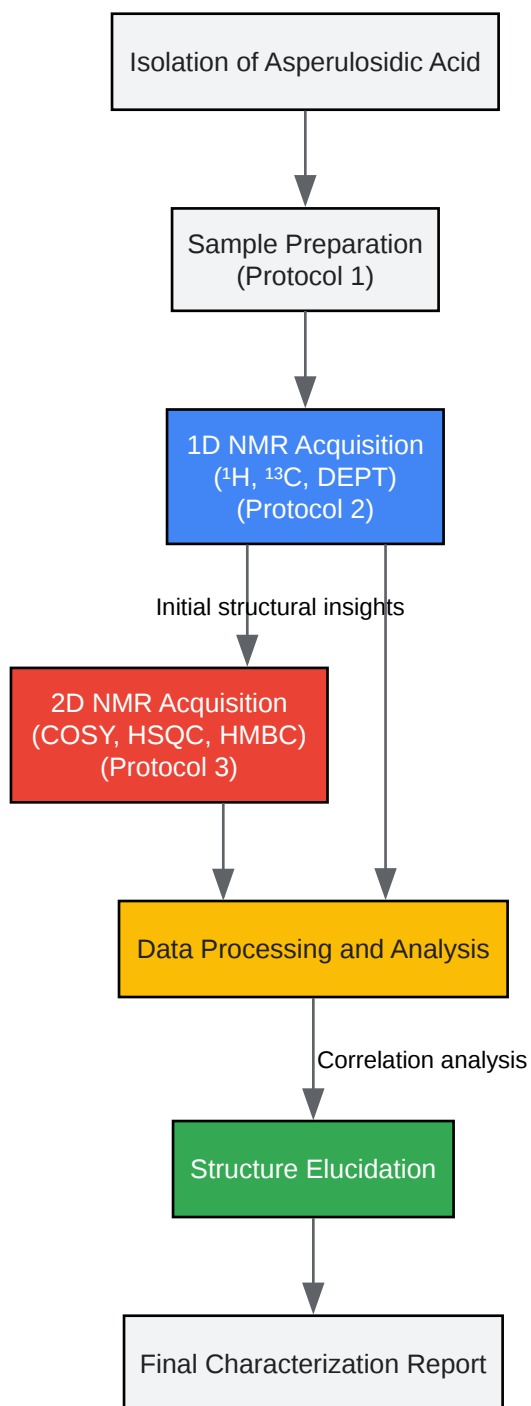 Isolation of Asperulosidic Acid
Sample Preparation
(Protocol 1)
1D NMR Acquisition
(¹H, ¹³C, DEPT)
(Protocol 2)
Initial structural insights
2D NMR Acquisition
(COSY, HSQC, HMBC)
(Protocol 3)
Data Processing and Analysis
Correlation analysis
Structure Elucidation
Final Characterization Report